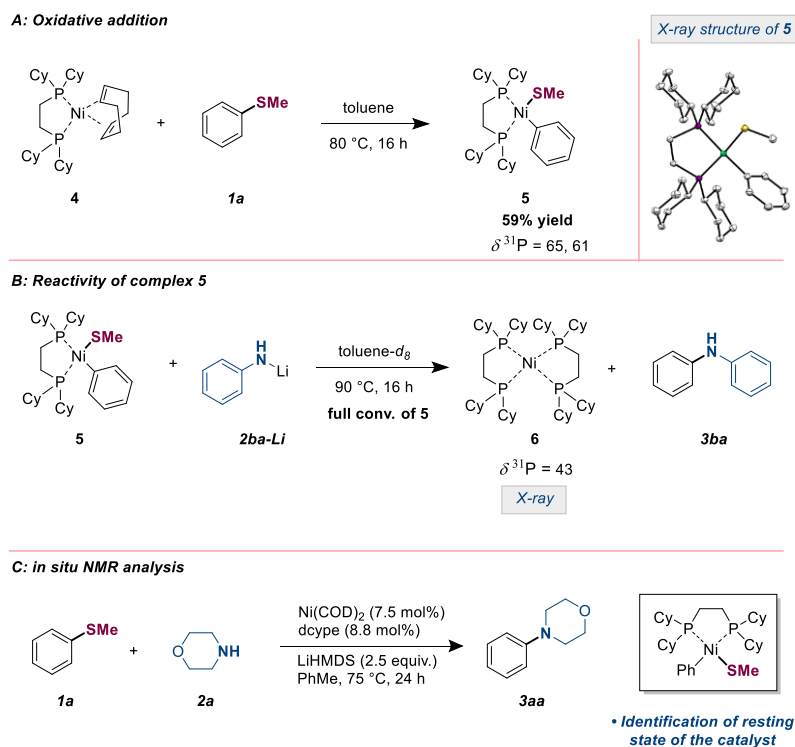 A: Oxidative addition
X-ray structure of 5
Cy Cy
P
Ni
P
Cy
Cy
4
+
SMe
1a
toluene
80 °C, 16 h
Cy Cy
P SMe
Ni
P
Cy
Cy
5
59% yield
δ ³¹P = 65, 61
B: Reactivity of complex 5
Cy Cy
P SMe
Ni
P
Cy
Cy
5
+
H
N
Li
2ba-Li
toluene-d₈
90 °C, 16 h
full conv. of 5
Cy Cy Cy Cy
P P
Ni
P P
Cy Cy
Cy Cy
6
δ ³¹P = 43
X-ray
+
H
N
3ba
C: in situ NMR analysis
SMe
1a
+
O NH
2a
Ni(COD)₂ (7.5 mol%)
dcype (8.8 mol%)
LiHMDS (2.5 equiv.)
PhMe, 75 °C, 24 h
O
N
3aa
Cy Cy
P P
Cy Cy
Ni
Ph SMe
• Identification of resting
state of the catalyst